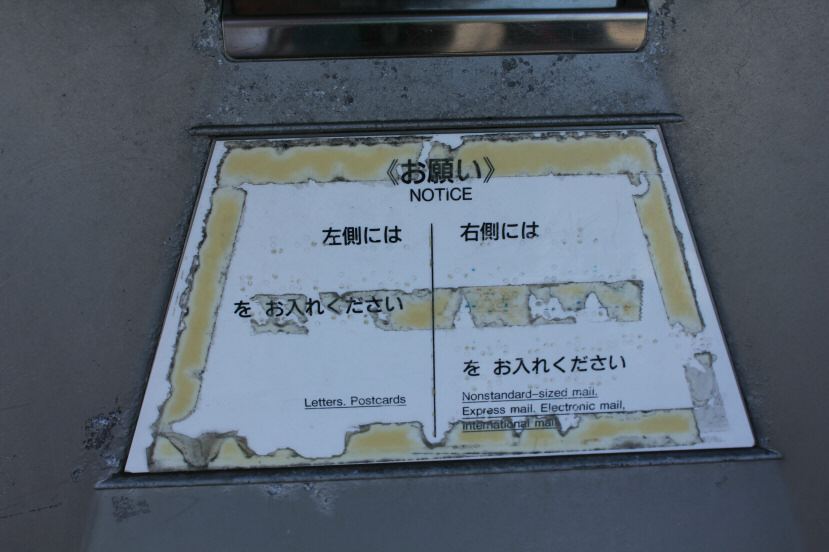 《お願い》
NOTiCE
左側には
を お入れください
Letters. Postcards
右側には
を お入れください
Nonstandard-sized mail.
Express mail. Electronic mail,
International mail